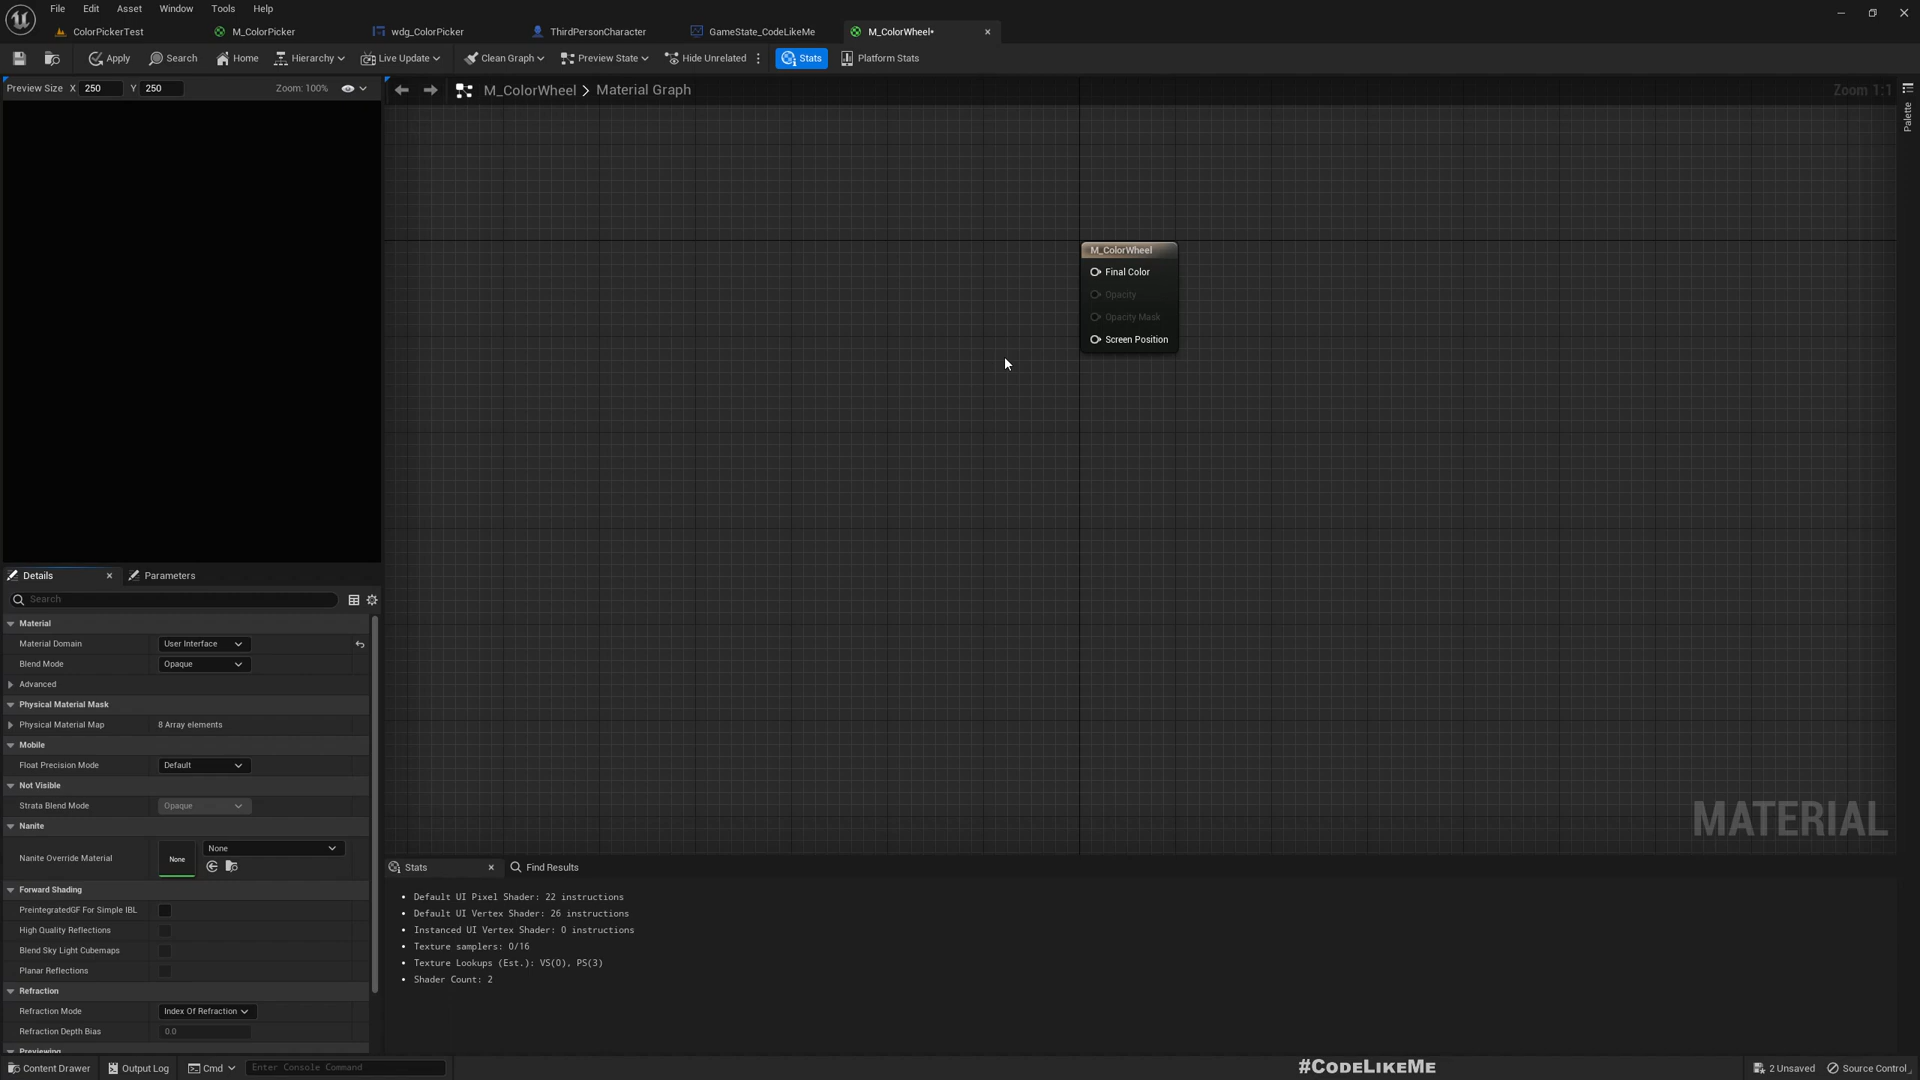 File Edit Asset Window Tools Help
ColorPickerTest M_ColorPicker wdg_ColorPicker ThirdPersonCharacter GameState_CodeLikeMe M_ColorWheel•
Apply Search Home Hierarchy Live Update Clean Graph Preview State Hide Unrelated Stats Platform Stats
Preview Size X 250 Y 250 Zoom: 100%
M_ColorWheel > Material Graph
Zoom 1:1
Palette
M_ColorWheel
Final Color
Opacity
Opacity Mask
Screen Position
MATERIAL
Details Parameters
Search
Material
Material Domain User Interface
Blend Mode Opaque
Advanced
Physical Material Mask
Physical Material Map 8 Array elements
Mobile
Float Precision Mode Default
Not Visible
Strata Blend Mode Opaque
Nanite
Nanite Override Material None None
Forward Shading
PreintegratedGF For Simple IBL
High Quality Reflections
Blend Sky Light Cubemaps
Planar Reflections
Refraction
Refraction Mode Index Of Refraction
Refraction Depth Bias 0.0
Previewing
Stats Find Results
• Default UI Pixel Shader: 22 instructions
• Default UI Vertex Shader: 26 instructions
• Instanced UI Vertex Shader: 0 instructions
• Texture samplers: 0/16
• Texture Lookups (Est.): VS(0), PS(3)
• Shader Count: 2
Content Drawer Output Log Cmd Enter Console Command #CODELIKEME 2 Unsaved Source Control